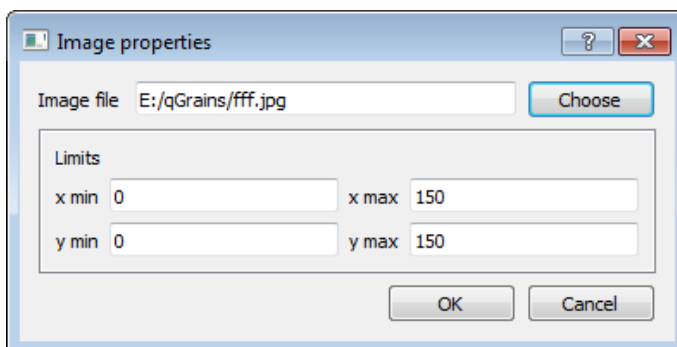 Image properties
Image file E:/qGrains/fff.jpg Choose
Limits
x min 0 x max 150
y min 0 y max 150
OK Cancel